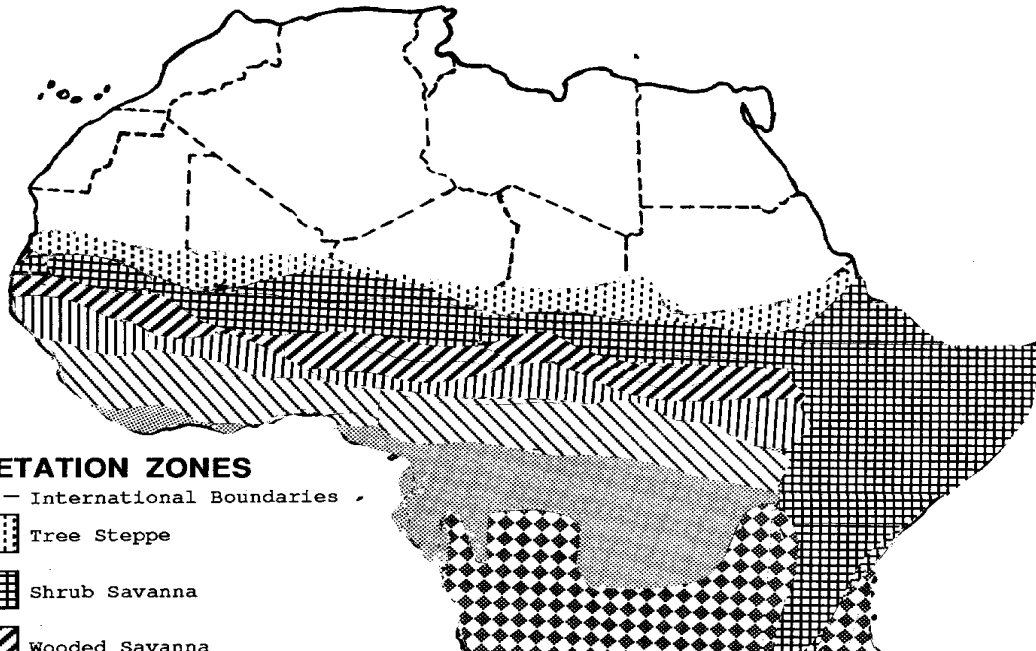 ETATION ZONES
— International Boundaries
Tree Steppe
Shrub Savanna
Wooded Savanna